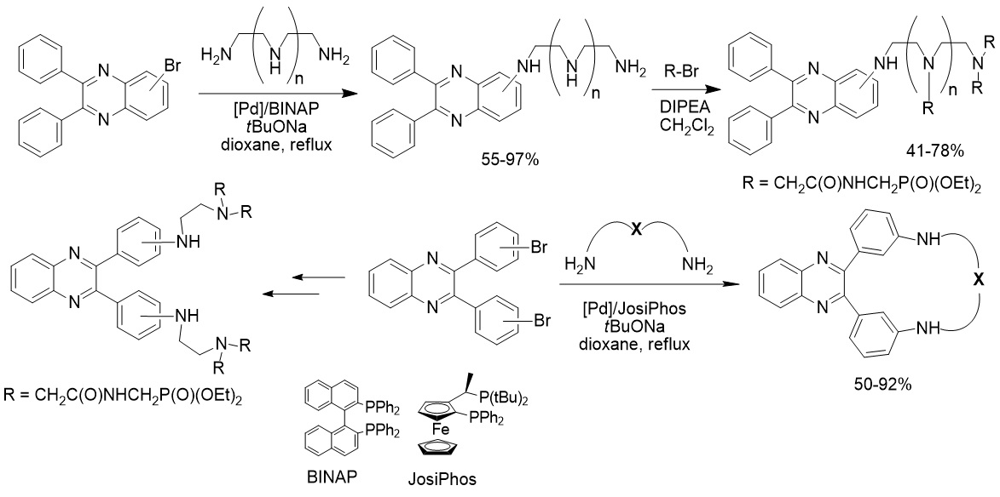 N
N
Br
H₂N
N
H
n
NH₂
[Pd]/BINAP
tBuONa
dioxane, reflux
N
N
NH
N
H
n
NH₂
55-97%
R-Br
DIPEA
CH₂Cl₂
N
N
NH
N
R
n
N
R
R
41-78%
R = CH₂C(O)NHCH₂P(O)(OEt)₂
N
N
NH
N
R
R
NH
N
R
R
R = CH₂C(O)NHCH₂P(O)(OEt)₂
N
N
Br
Br
H₂N
X
NH₂
[Pd]/JosiPhos
tBuONa
dioxane, reflux
N
N
NH
X
NH
50-92%
PPh₂
PPh₂
BINAP
P(tBu)₂
PPh₂
Fe
JosiPhos